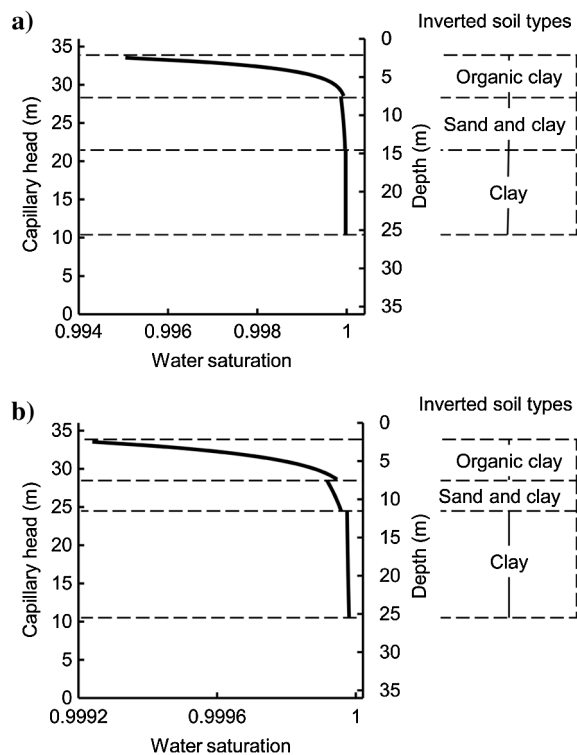 a)
Inverted soil types
35
30
25
20
15
10
5
0
Capillary head (m)
0.994
0.996
0.998
1
Water saturation
0
5
10
15
20
25
30
35
Depth (m)
Organic clay
Sand and clay
Clay
b)
Inverted soil types
35
30
25
20
15
10
5
0
Capillary head (m)
0.9992
0.9996
1
Water saturation
0
5
10
15
20
25
30
35
Depth (m)
Organic clay
Sand and clay
Clay